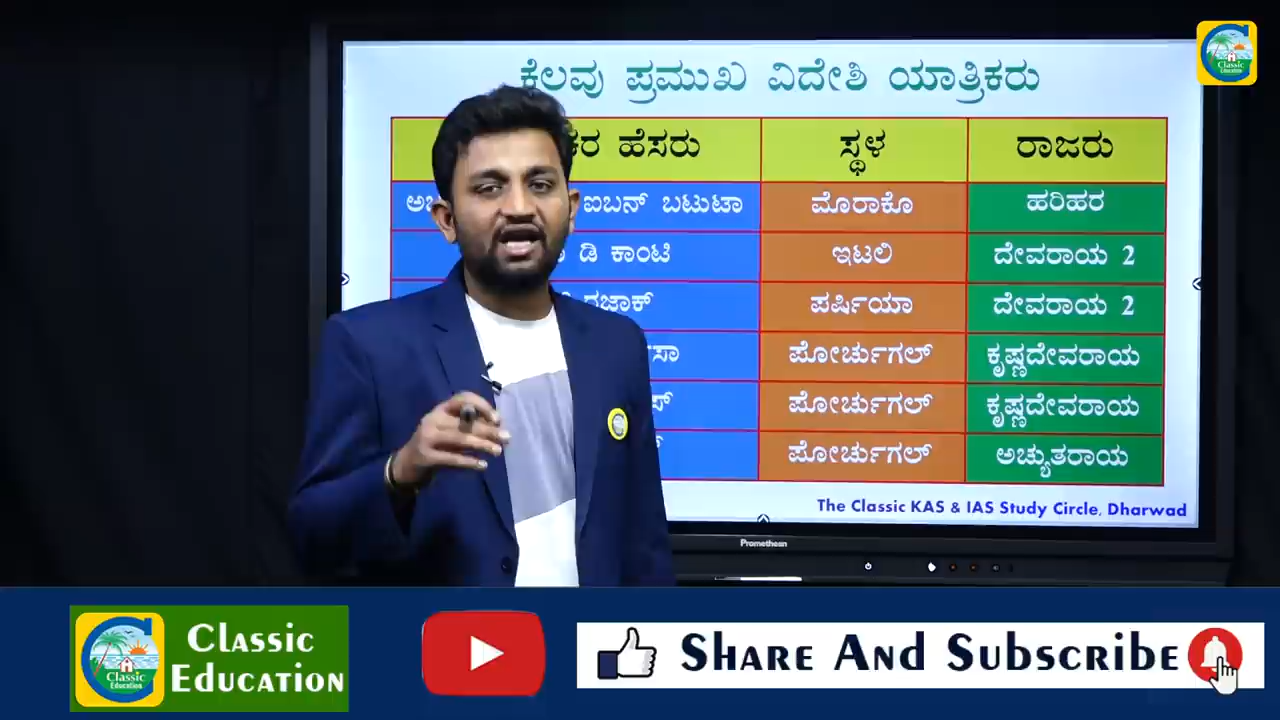 Classic
Education
ಕೆಲವು ಪ್ರಮುಖ ವಿದೇಶಿ ಯಾತ್ರಿಕರು
ಹೆಸರು ಸ್ಥಳ ರಾಜರು
ಐಬನ್ ಬಟುಟಾ ಮೊರಾಕೊ ಹರಿಹರ
ಡಿ ಕಾಂಟಿ ಇಟಲಿ ದೇವರಾಯ 2
ಪರ್ಷಿಯಾ ದೇವರಾಯ 2
ಪೋರ್ಚುಗಲ್ ಕೃಷ್ಣದೇವರಾಯ
ಪೋರ್ಚುಗಲ್ ಕೃಷ್ಣದೇವರಾಯ
ಪೋರ್ಚುಗಲ್ ಅಚ್ಯುತರಾಯ
The Classic KAS & IAS Study Circle, Dharwad
Promethean
Classic
Education
Classic
Education
Share And Subscribe